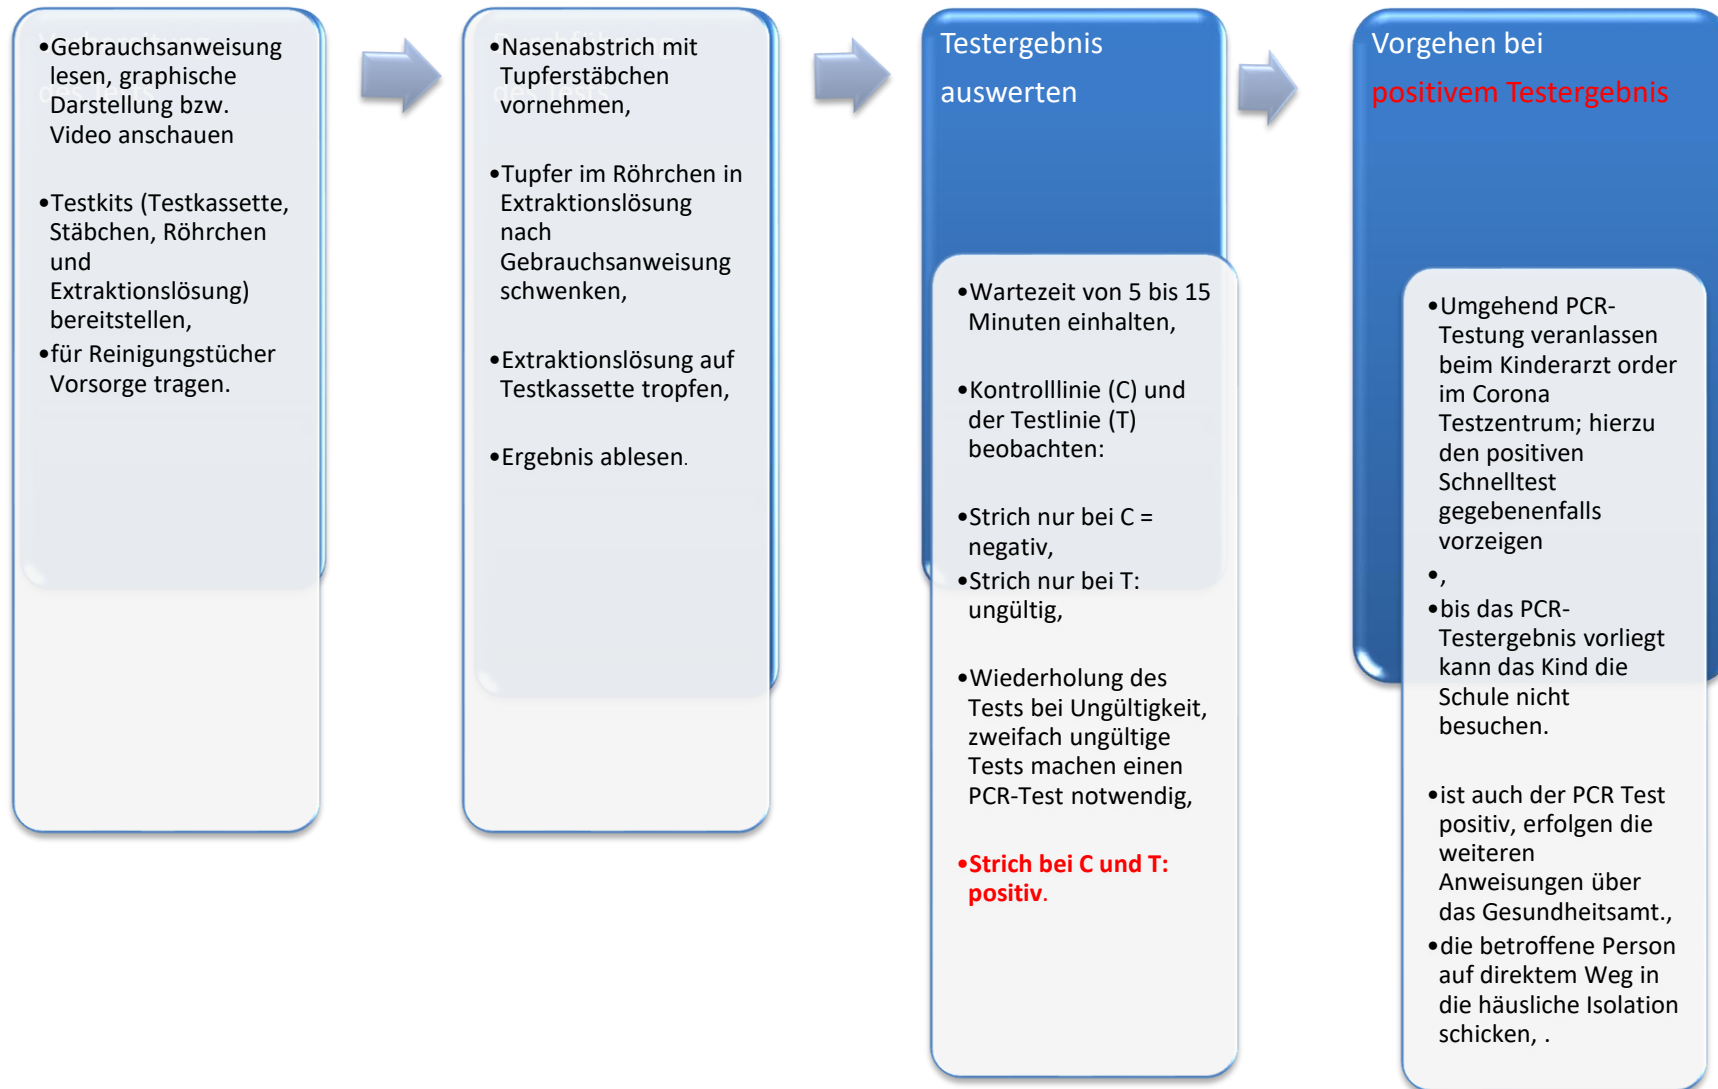 •Gebrauchsanweisung
lesen, graphische
Darstellung bzw.
Video anschauen
•Testkits (Testkassette,
Stäbchen, Röhrchen
und
Extraktionslösung)
bereitstellen,
•für Reinigungstücher
Vorsorge tragen.
•Nasenabstrich mit
Tupferstäbchen
vornehmen,
•Tupfer im Röhrchen in
Extraktionslösung
nach
Gebrauchsanweisung
schwenken,
•Extraktionslösung auf
Testkassette tropfen,
•Ergebnis ablesen.
Testergebnis
auswerten
•Wartezeit von 5 bis 15
Minuten einhalten,
•Kontrolllinie (C) und
der Testlinie (T)
beobachten:
•Strich nur bei C =
negativ,
•Strich nur bei T:
ungültig,
•Wiederholung des
Tests bei Ungültigkeit,
zweifach ungültige
Tests machen einen
PCR-Test notwendig,
•Strich bei C und T:
positiv.
Vorgehen bei
positivem Testergebnis
•Umgehend PCR-
Testung veranlassen
beim Kinderarzt order
im Corona
Testzentrum; hierzu
den positiven
Schnelltest
gegebenenfalls
vorzeigen
•,
•bis das PCR-
Testergebnis vorliegt
kann das Kind die
Schule nicht
besuchen.
•ist auch der PCR Test
positiv, erfolgen die
weiteren
Anweisungen über
das Gesundheitsamt.,
•die betroffene Person
auf direktem Weg in
die häusliche Isolation
schicken, .